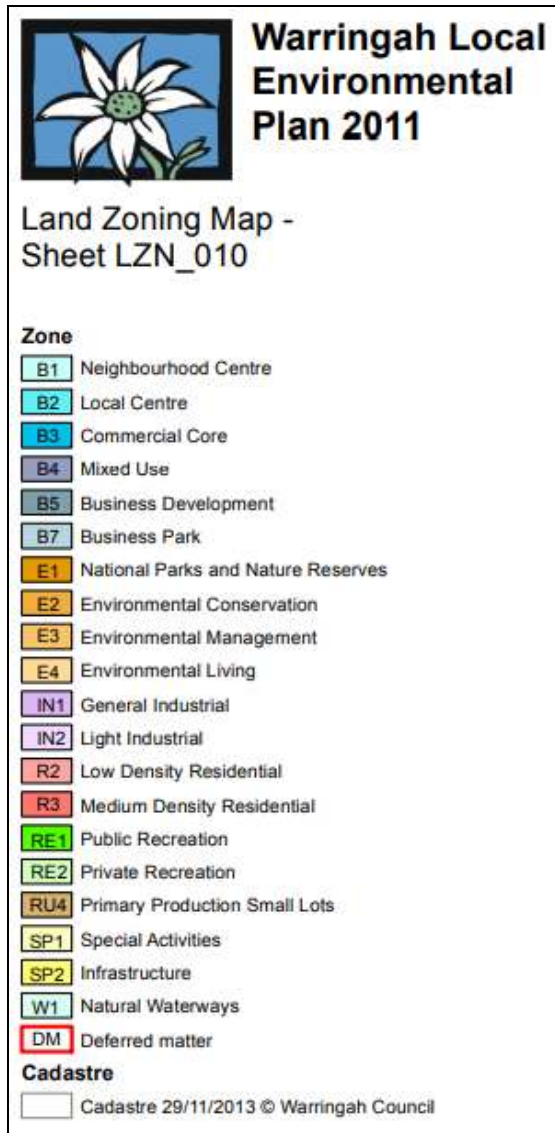 Warringah Local
Environmental
Plan 2011
Land Zoning Map -
Sheet LZN_010
Zone
B1 Neighbourhood Centre
B2 Local Centre
B3 Commercial Core
B4 Mixed Use
B5 Business Development
B7 Business Park
E1 National Parks and Nature Reserves
E2 Environmental Conservation
E3 Environmental Management
E4 Environmental Living
IN1 General Industrial
IN2 Light Industrial
R2 Low Density Residential
R3 Medium Density Residential
RE1 Public Recreation
RE2 Private Recreation
RU4 Primary Production Small Lots
SP1 Special Activities
SP2 Infrastructure
W1 Natural Waterways
DM Deferred matter
Cadastre
Cadastre 29/11/2013 © Warringah Council